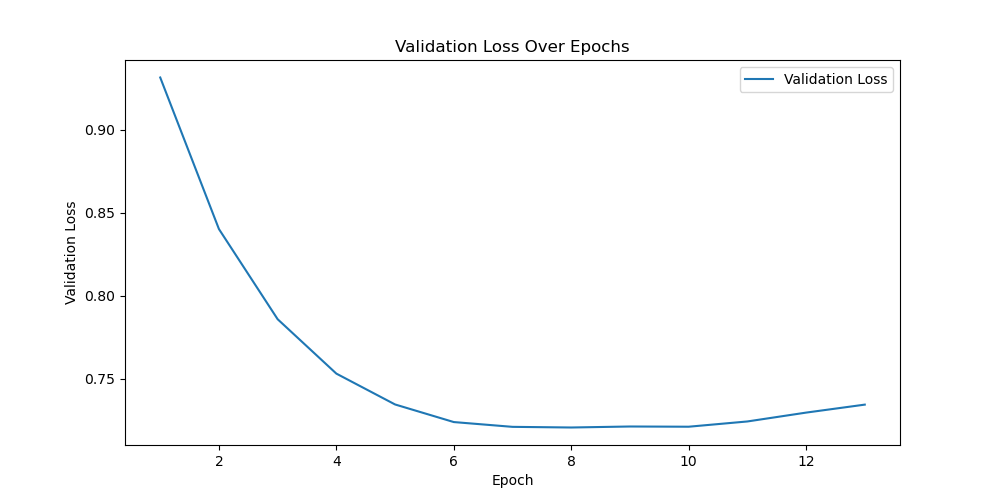 Validation Loss Over Epochs
Validation Loss
0.90
0.85
0.80
0.75
Validation Loss
2 4 6 8 10 12
Epoch